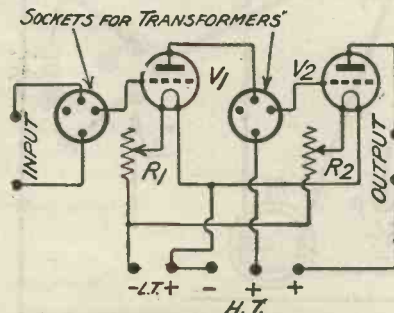 SOCKETS FOR TRANSFORMERS"
V1
V2
INPUT
R1
R2
OUTPUT
-L.T.+ - + +
H.T.